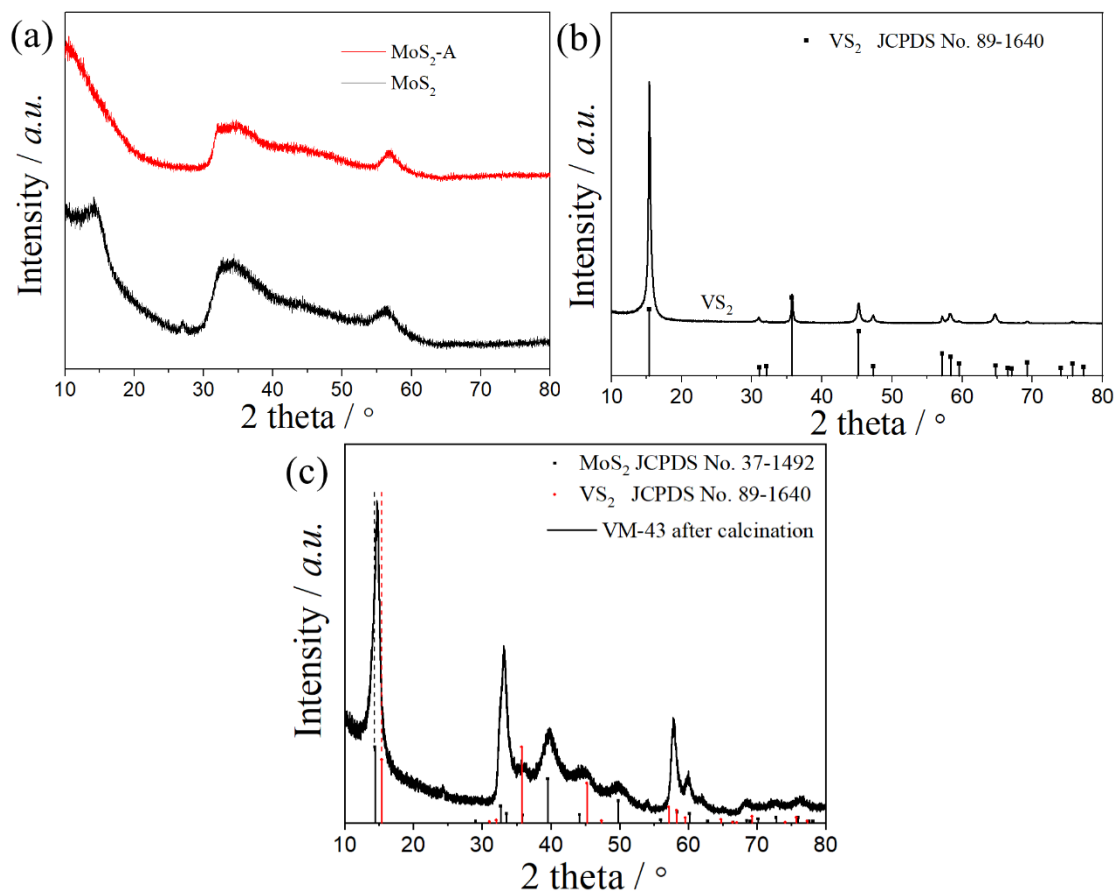 (a)
MoS₂-A
MoS₂
Intensity / a.u.
10 20 30 40 50 60 70 80
2 theta / °
(b)
VS₂ JCPDS No. 89-1640
VS₂
Intensity / a.u.
10 20 30 40 50 60 70 80
2 theta / °
(c)
MoS₂ JCPDS No. 37-1492
VS₂ JCPDS No. 89-1640
VM-43 after calcination
Intensity / a.u.
10 20 30 40 50 60 70 80
2 theta / °